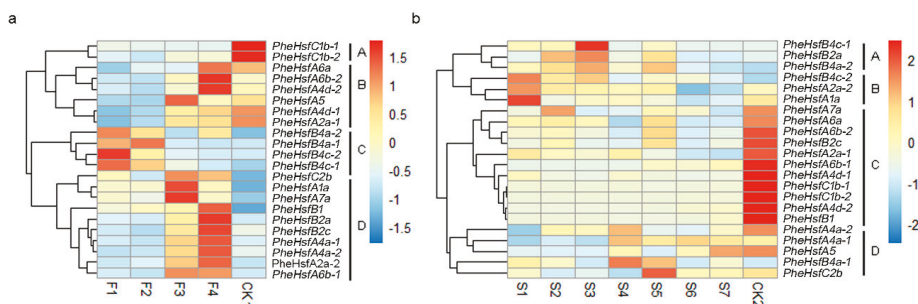 a
b
PheHsfC1b-1
PheHsfC1b-2
PheHsfA6a
PheHsfA6b-2
PheHsfA4d-2
PheHsfA5
PheHsfA4d-1
PheHsfA2a-1
PheHsfB4a-2
PheHsfB4a-1
PheHsfB4c-2
PheHsfB4c-1
PheHsfC2b
PheHsfA1a
PheHsfA7a
PheHsfB1
PheHsfB2a
PheHsfB2c
PheHsfA4a-1
PheHsfA4a-2
PheHsfA2a-2
PheHsfA6b-1
A
B
C
D
1.5
1
0.5
0
-0.5
-1
-1.5
F1
F2
F3
F4
PheHsfB4c-1
PheHsfB2a
PheHsfB4a-2
PheHsfB4c-2
PheHsfA2a-2
PheHsfA1a
PheHsfA7a
PheHsfA6a
PheHsfA6b-2
PheHsfB2c
PheHsfA2a-1
PheHsfA6b-1
PheHsfA4d-1
PheHsfC1b-1
PheHsfC1b-2
PheHsfA4d-2
PheHsfB1
PheHsfA4a-2
PheHsfA4a-1
PheHsfA5
PheHsfB4a-1
PheHsfC2b
A
B
C
D
2
1
0
-1
-2
S1
S2
S3
S4
S5
S6
S7
CK2